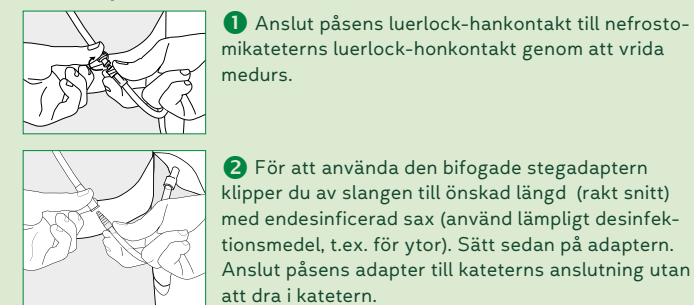 1 Anslut påsens luerlock-hankontakt till nefrosto-
mikateterns luerlock-honkontakt genom att vrida
medurs.
2 För att använda den bifogade stegadaptern
klipper du av slangen till önskad längd (rakt snitt)
med endesinficerad sax (använd lämpligt desinfek-
tionsmedel, t.ex. för ytor). Sätt sedan på adaptern.
Anslut påsens adapter till kateterns anslutning utan
att dra i katetern.